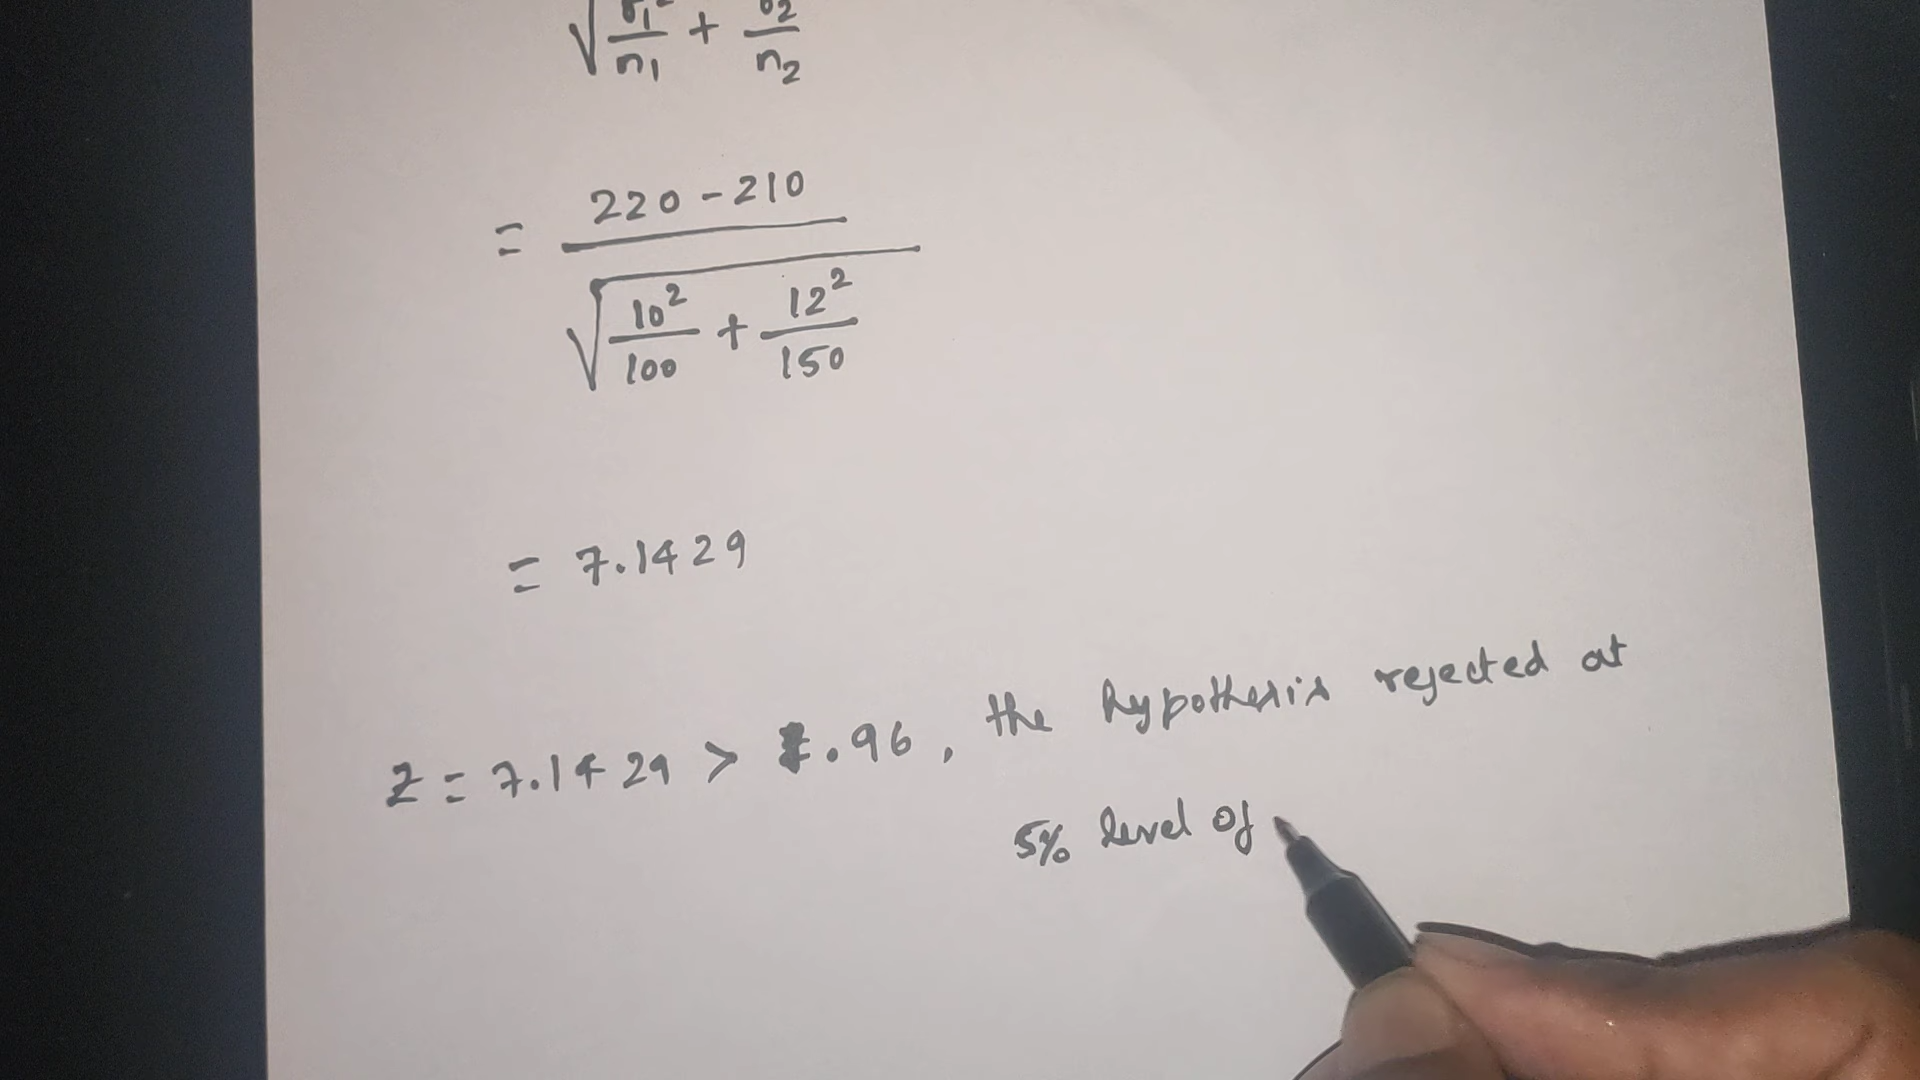 √ σ₁²/n₁ + σ₂/n₂
= 220 - 210
√ 10²/100 + 12²/150
= 7.1429
Z = 7.1429 > 1.96, the hypothesis rejected at
5% level of